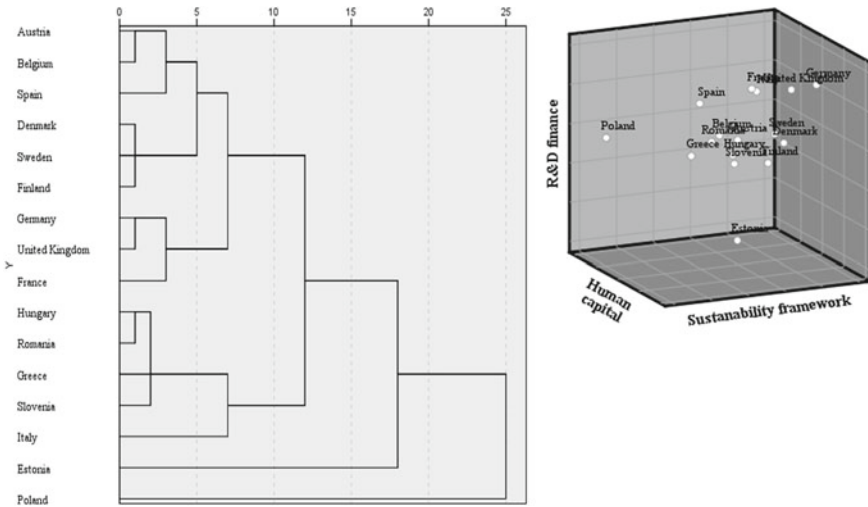 0 5 10 15 20 25
Austria
Belgium
Spain
Denmark
Sweden
Finland
Germany
United Kingdom
France
Hungary
Romania
Greece
Slovenia
Italy
Estonia
Poland
Y
R&D finance
Human
capital
Sustanability framework
Germany
United Kingdom
Spain
Poland
Belgium
Sweden
Romania
Denmark
Greece Hungary
Slovenia
Estonia